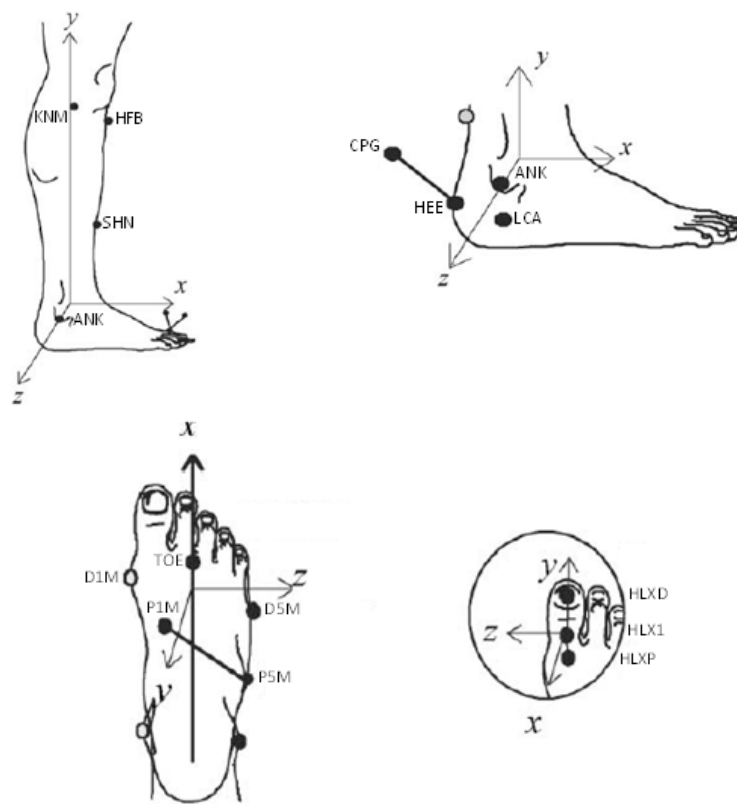 y
KNM
HFB
SHN
x
ANK
z
y
CPG
x
ANK
HEE
LCA
z
x
TOE
D1M
z
P1M
D5M
y
P5M
y
HLXD
z
HLX1
HLXP
x